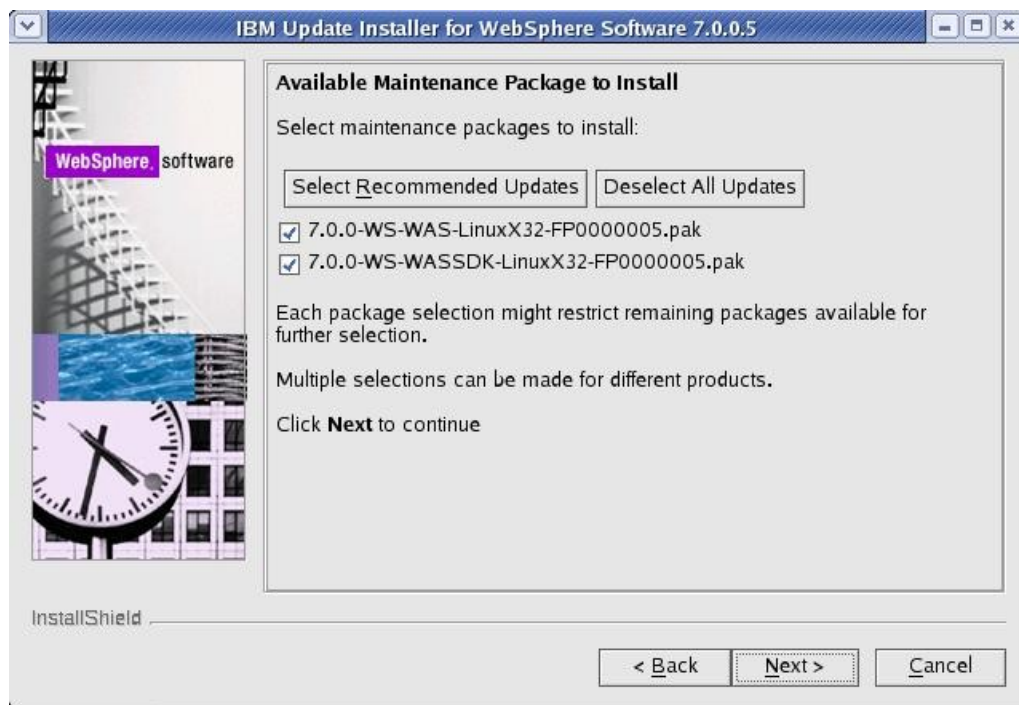 IBM Update Installer for WebSphere Software 7.0.0.5
WebSphere. software
Available Maintenance Package to Install
Select maintenance packages to install:
Select Recommended Updates
Deselect All Updates
7.0.0-WS-WAS-LinuxX32-FP0000005.pak
7.0.0-WS-WASSDK-LinuxX32-FP0000005.pak
Each package selection might restrict remaining packages available for
further selection.
Multiple selections can be made for different products.
Click Next to continue
InstallShield
< Back
Next >
Cancel